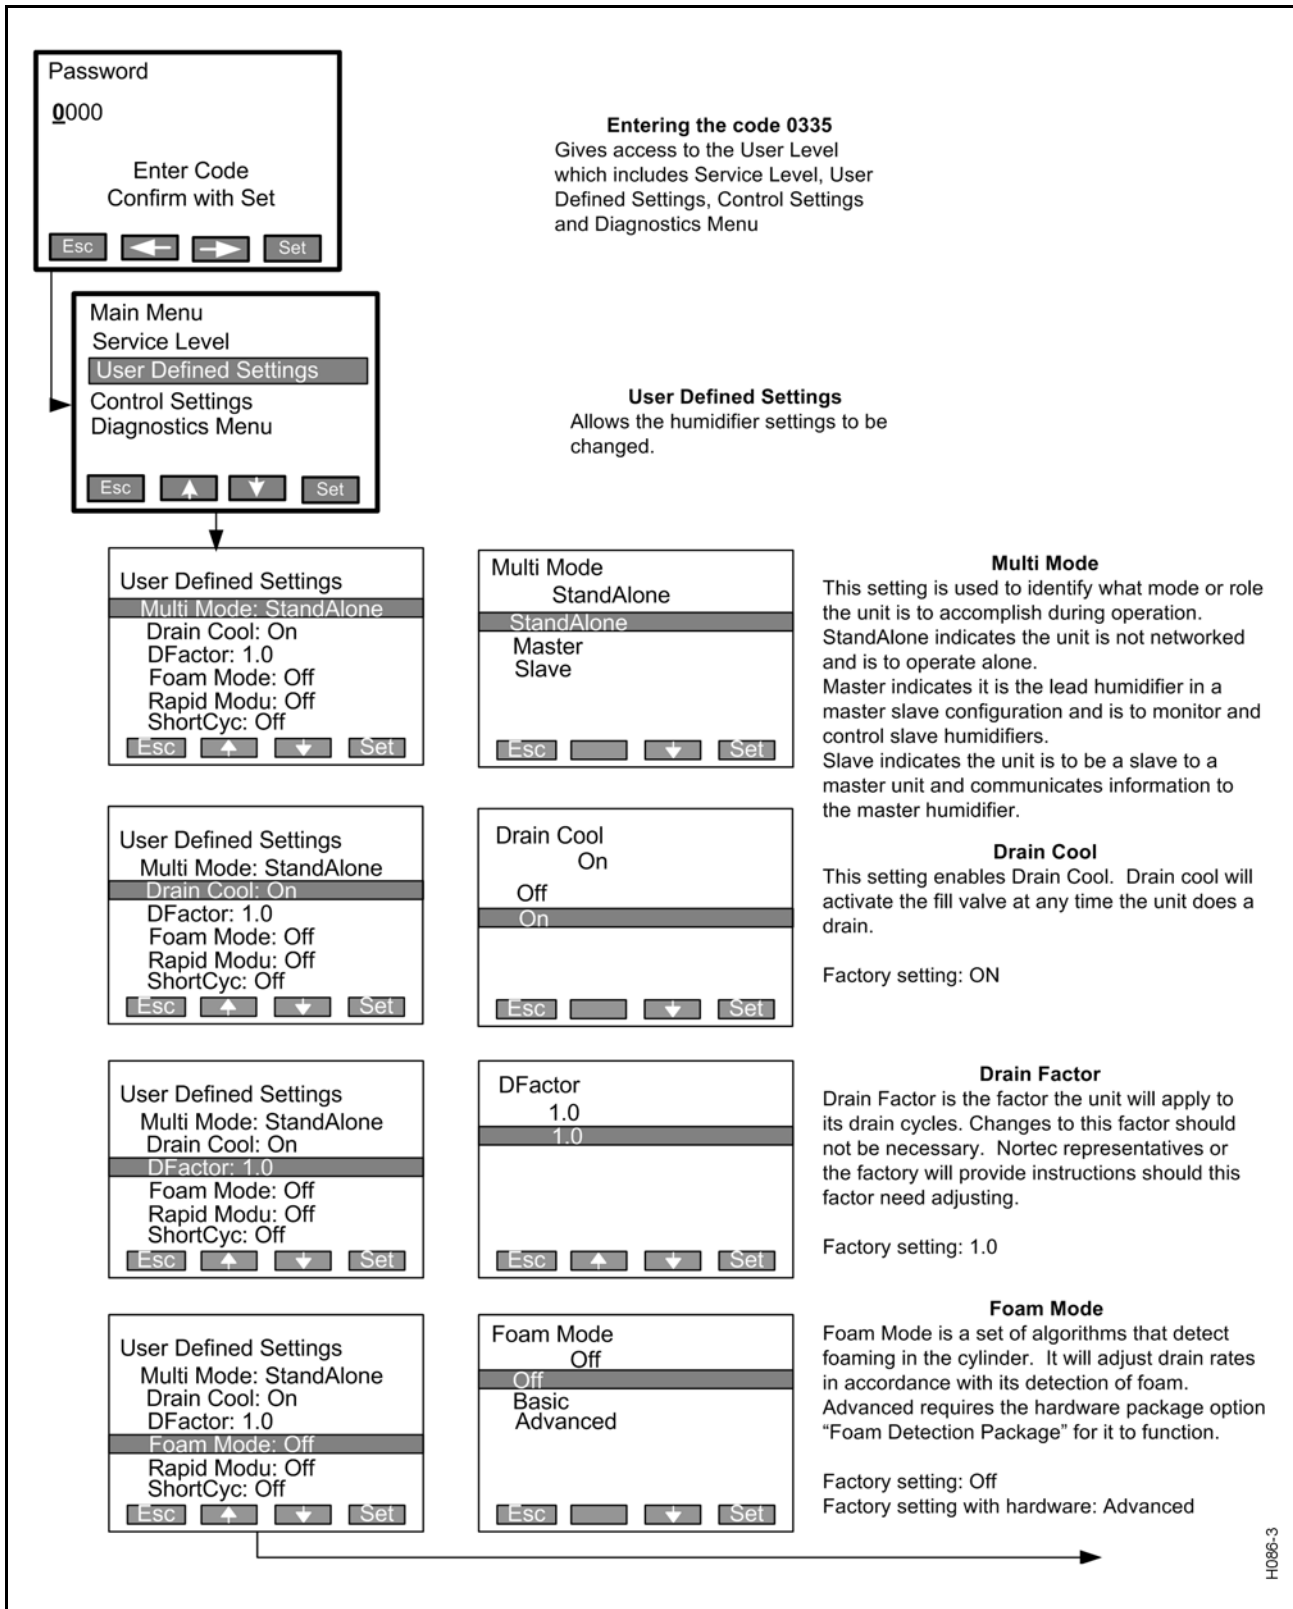 Password
0000
Enter Code
Confirm with Set
Esc Set
Entering the code 0335
Gives access to the User Level
which includes Service Level, User
Defined Settings, Control Settings
and Diagnostics Menu
Main Menu
Service Level
User Defined Settings
Control Settings
Diagnostics Menu
Esc Set
User Defined Settings
Allows the humidifier settings to be
changed.
User Defined Settings
Multi Mode: StandAlone
Drain Cool: On
DFactor: 1.0
Foam Mode: Off
Rapid Modu: Off
ShortCyc: Off
Esc Set
Multi Mode
StandAlone
StandAlone
Master
Slave
Esc Set
Multi Mode
This setting is used to identify what mode or role
the unit is to accomplish during operation.
StandAlone indicates the unit is not networked
and is to operate alone.
Master indicates it is the lead humidifier in a
master slave configuration and is to monitor and
control slave humidifiers.
Slave indicates the unit is to be a slave to a
master unit and communicates information to
the master humidifier.
User Defined Settings
Multi Mode: StandAlone
Drain Cool: On
DFactor: 1.0
Foam Mode: Off
Rapid Modu: Off
ShortCyc: Off
Esc Set
Drain Cool
On
Off
On
Esc Set
Drain Cool
This setting enables Drain Cool. Drain cool will
activate the fill valve at any time the unit does a
drain.
Factory setting: ON
User Defined Settings
Multi Mode: StandAlone
Drain Cool: On
DFactor: 1.0
Foam Mode: Off
Rapid Modu: Off
ShortCyc: Off
Esc Set
DFactor
1.0
1.0
Esc Set
Drain Factor
Drain Factor is the factor the unit will apply to
its drain cycles. Changes to this factor should
not be necessary. Nortec representatives or
the factory will provide instructions should this
factor need adjusting.
Factory setting: 1.0
User Defined Settings
Multi Mode: StandAlone
Drain Cool: On
DFactor: 1.0
Foam Mode: Off
Rapid Modu: Off
ShortCyc: Off
Esc Set
Foam Mode
Off
Off
Basic
Advanced
Esc Set
Foam Mode
Foam Mode is a set of algorithms that detect
foaming in the cylinder. It will adjust drain rates
in accordance with its detection of foam.
Advanced requires the hardware package option
“Foam Detection Package” for it to function.
Factory setting: Off
Factory setting with hardware: Advanced
H086-3